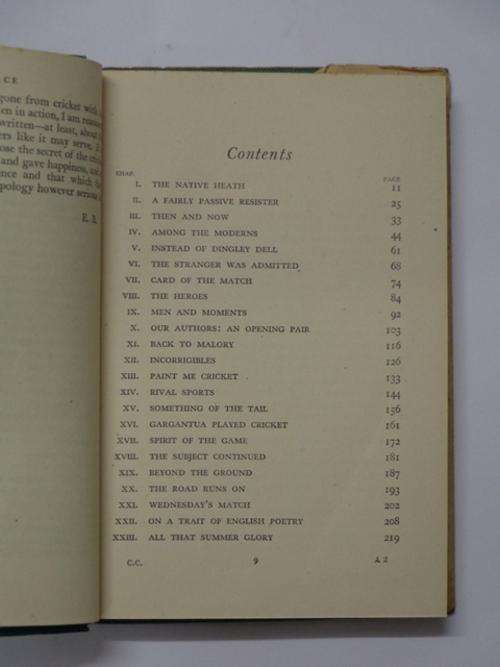 CE
gone from cricket with
en in action, I am
written—at least, about
ers like it may serve,
ose the secret of the
and gave happiness,
ence and that which
pology however serious
E. B.
Contents
CHAP. PAGE
I. THE NATIVE HEATH 11
II. A FAIRLY PASSIVE RESISTER 25
III. THEN AND NOW 33
IV. AMONG THE MODERNS 44
V. INSTEAD OF DINGLEY DELL 61
VI. THE STRANGER WAS ADMITTED 68
VII. CARD OF THE MATCH 74
VIII. THE HEROES 84
IX. MEN AND MOMENTS 92
X. OUR AUTHORS: AN OPENING PAIR 103
XI. BACK TO MALORY 116
XII. INCORRIGIBLES 126
XIII. PAINT ME CRICKET 133
XIV. RIVAL SPORTS 144
XV. SOMETHING OF THE TAIL 156
XVI. GARGANTUA PLAYED CRICKET 161
XVII. SPIRIT OF THE GAME 172
XVIII. THE SUBJECT CONTINUED 181
XIX. BEYOND THE GROUND 187
XX. THE ROAD RUNS ON 193
XXI. WEDNESDAY'S MATCH 202
XXII. ON A TRAIT OF ENGLISH POETRY 208
XXIII. ALL THAT SUMMER GLORY 219
C.C. 9 A 2